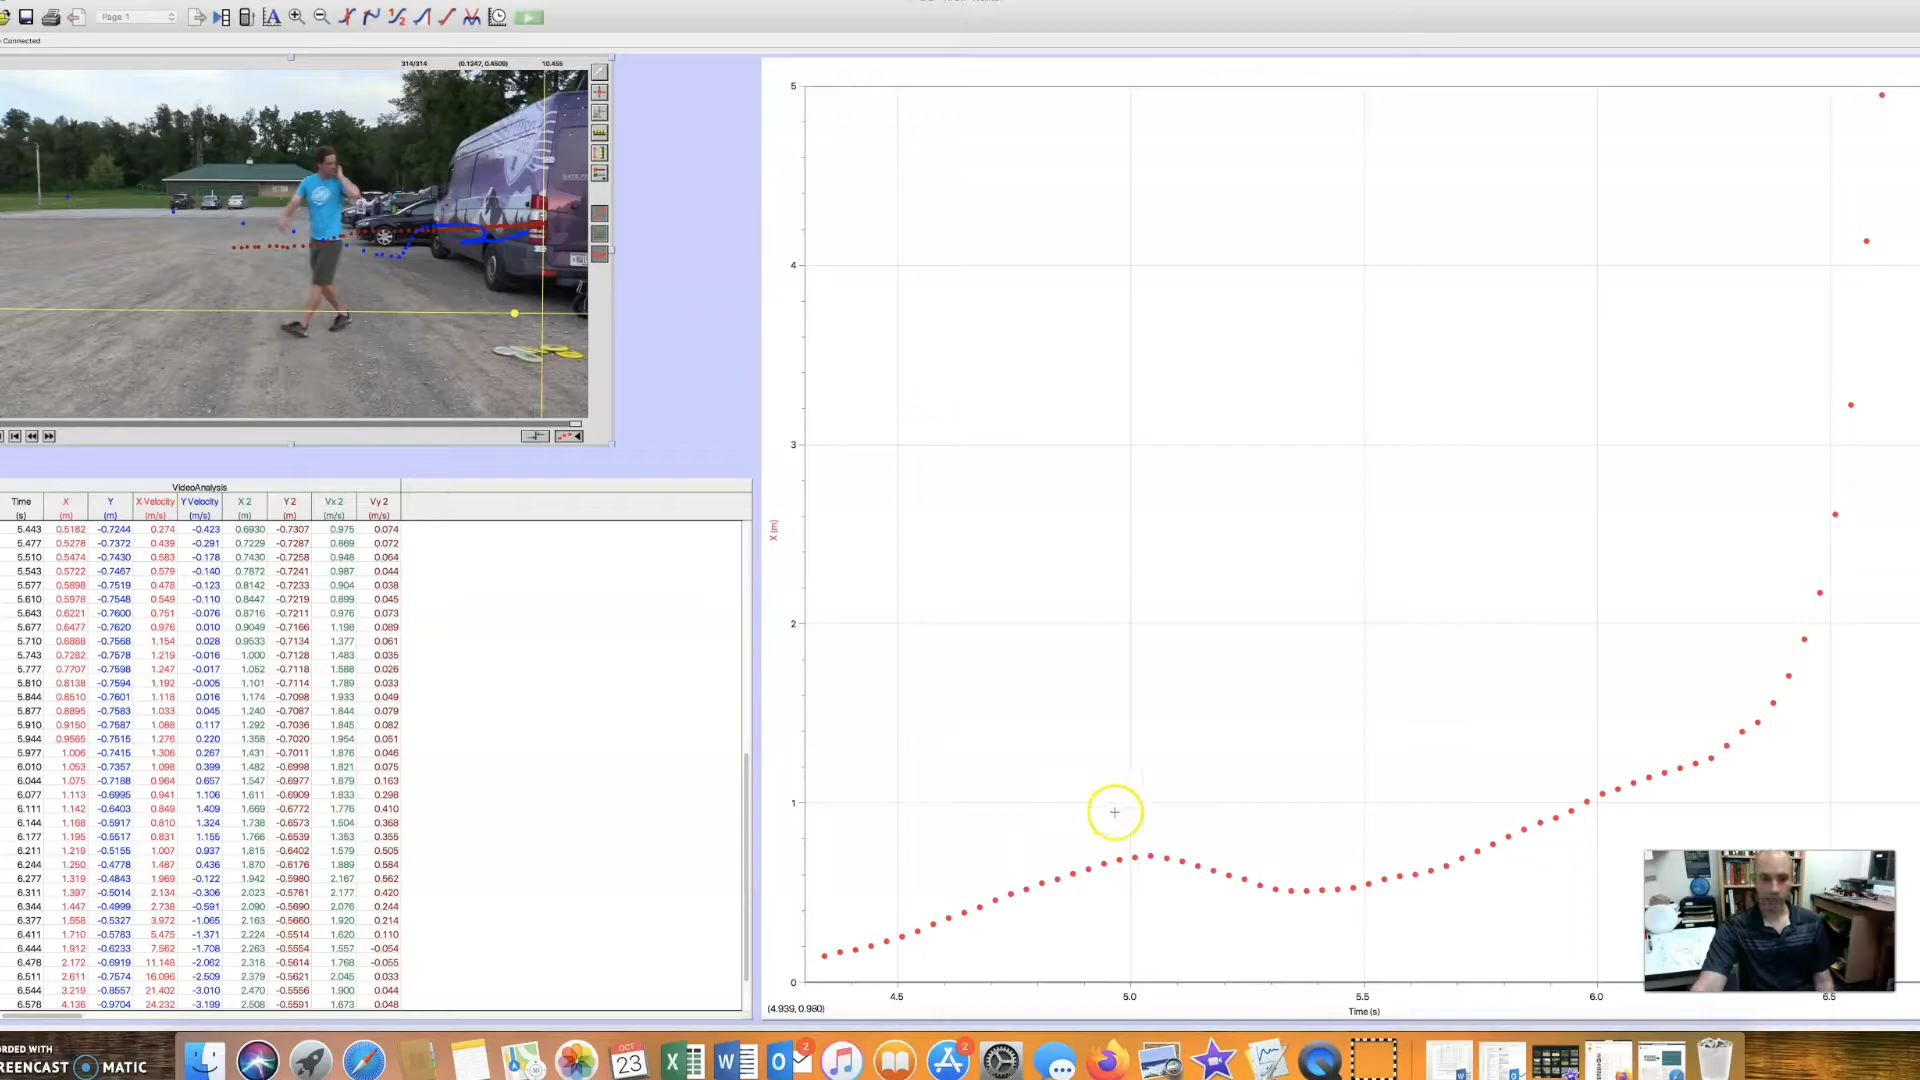 Page 1
Connected
314/314 (0.1247, 0.4509) 10.455
VideoAnalysis
Time X Y X Velocity Y Velocity X 2 Y 2 Vx 2 Vy 2
(s) (m) (m) (m/s) (m/s) (m) (m) (m/s) (m/s)
5.443 0.5182 -0.7244 0.274 -0.423 0.6930 -0.7307 0.975 0.074
5.477 0.5278 -0.7372 0.439 -0.291 0.7229 -0.7287 0.869 0.072
5.510 0.5474 -0.7430 0.583 -0.178 0.7430 -0.7258 0.948 0.064
5.543 0.5722 -0.7467 0.579 -0.140 0.7872 -0.7241 0.987 0.044
5.577 0.5898 -0.7519 0.478 -0.123 0.8142 -0.7233 0.904 0.038
5.610 0.5978 -0.7548 0.549 -0.110 0.8447 -0.7219 0.899 0.045
5.643 0.6221 -0.7600 0.751 -0.076 0.8716 -0.7211 0.976 0.073
5.677 0.6477 -0.7620 0.976 0.010 0.9049 -0.7166 1.198 0.089
5.710 0.6888 -0.7568 1.154 0.028 0.9533 -0.7134 1.377 0.061
5.743 0.7282 -0.7578 1.219 -0.016 1.000 -0.7128 1.483 0.035
5.777 0.7707 -0.7598 1.247 -0.017 1.052 -0.7118 1.588 0.026
5.810 0.8138 -0.7594 1.192 -0.005 1.101 -0.7114 1.789 0.033
5.844 0.8510 -0.7601 1.118 0.016 1.174 -0.7098 1.933 0.049
5.877 0.8895 -0.7583 1.033 0.045 1.240 -0.7087 1.844 0.079
5.910 0.9150 -0.7587 1.088 0.117 1.292 -0.7036 1.845 0.082
5.944 0.9565 -0.7515 1.276 0.220 1.358 -0.7020 1.954 0.051
5.977 1.006 -0.7415 1.306 0.267 1.431 -0.7011 1.876 0.046
6.010 1.053 -0.7357 1.098 0.399 1.482 -0.6998 1.821 0.075
6.044 1.075 -0.7188 0.964 0.657 1.547 -0.6977 1.879 0.163
6.077 1.113 -0.6995 0.941 1.106 1.611 -0.6909 1.833 0.298
6.111 1.142 -0.6403 0.849 1.409 1.669 -0.6772 1.776 0.410
6.144 1.168 -0.5917 0.810 1.324 1.738 -0.6573 1.504 0.368
6.177 1.195 -0.5517 0.831 1.155 1.766 -0.6539 1.353 0.355
6.211 1.219 -0.5155 1.007 0.937 1.815 -0.6402 1.579 0.505
6.244 1.250 -0.4778 1.487 0.436 1.870 -0.6176 1.889 0.584
6.277 1.319 -0.4843 1.969 -0.122 1.942 -0.5980 2.167 0.562
6.311 1.397 -0.5014 2.134 -0.306 2.023 -0.5761 2.177 0.420
6.344 1.447 -0.4999 2.738 -0.591 2.090 -0.5690 2.076 0.244
6.377 1.558 -0.5327 3.972 -1.065 2.163 -0.5660 1.920 0.214
6.411 1.710 -0.5783 5.475 -1.371 2.224 -0.5514 1.620 0.110
6.444 1.912 -0.6233 7.562 -1.708 2.263 -0.5554 1.557 -0.054
6.478 2.172 -0.6919 11.148 -2.062 2.318 -0.5614 1.768 -0.055
6.511 2.611 -0.7574 16.096 -2.509 2.379 -0.5621 2.045 0.033
6.544 3.219 -0.8557 21.402 -3.010 2.470 -0.5556 1.900 0.044
6.578 4.136 -0.9704 24.232 -3.199 2.508 -0.5591 1.673 0.048
5
4
3
2
1
0
X (m)
4.5 5.0 5.5 6.0 6.5
(4.939, 0.980)
Time (s)
ORDED WITH
REENCAST MATIC
OCT
23
2
2